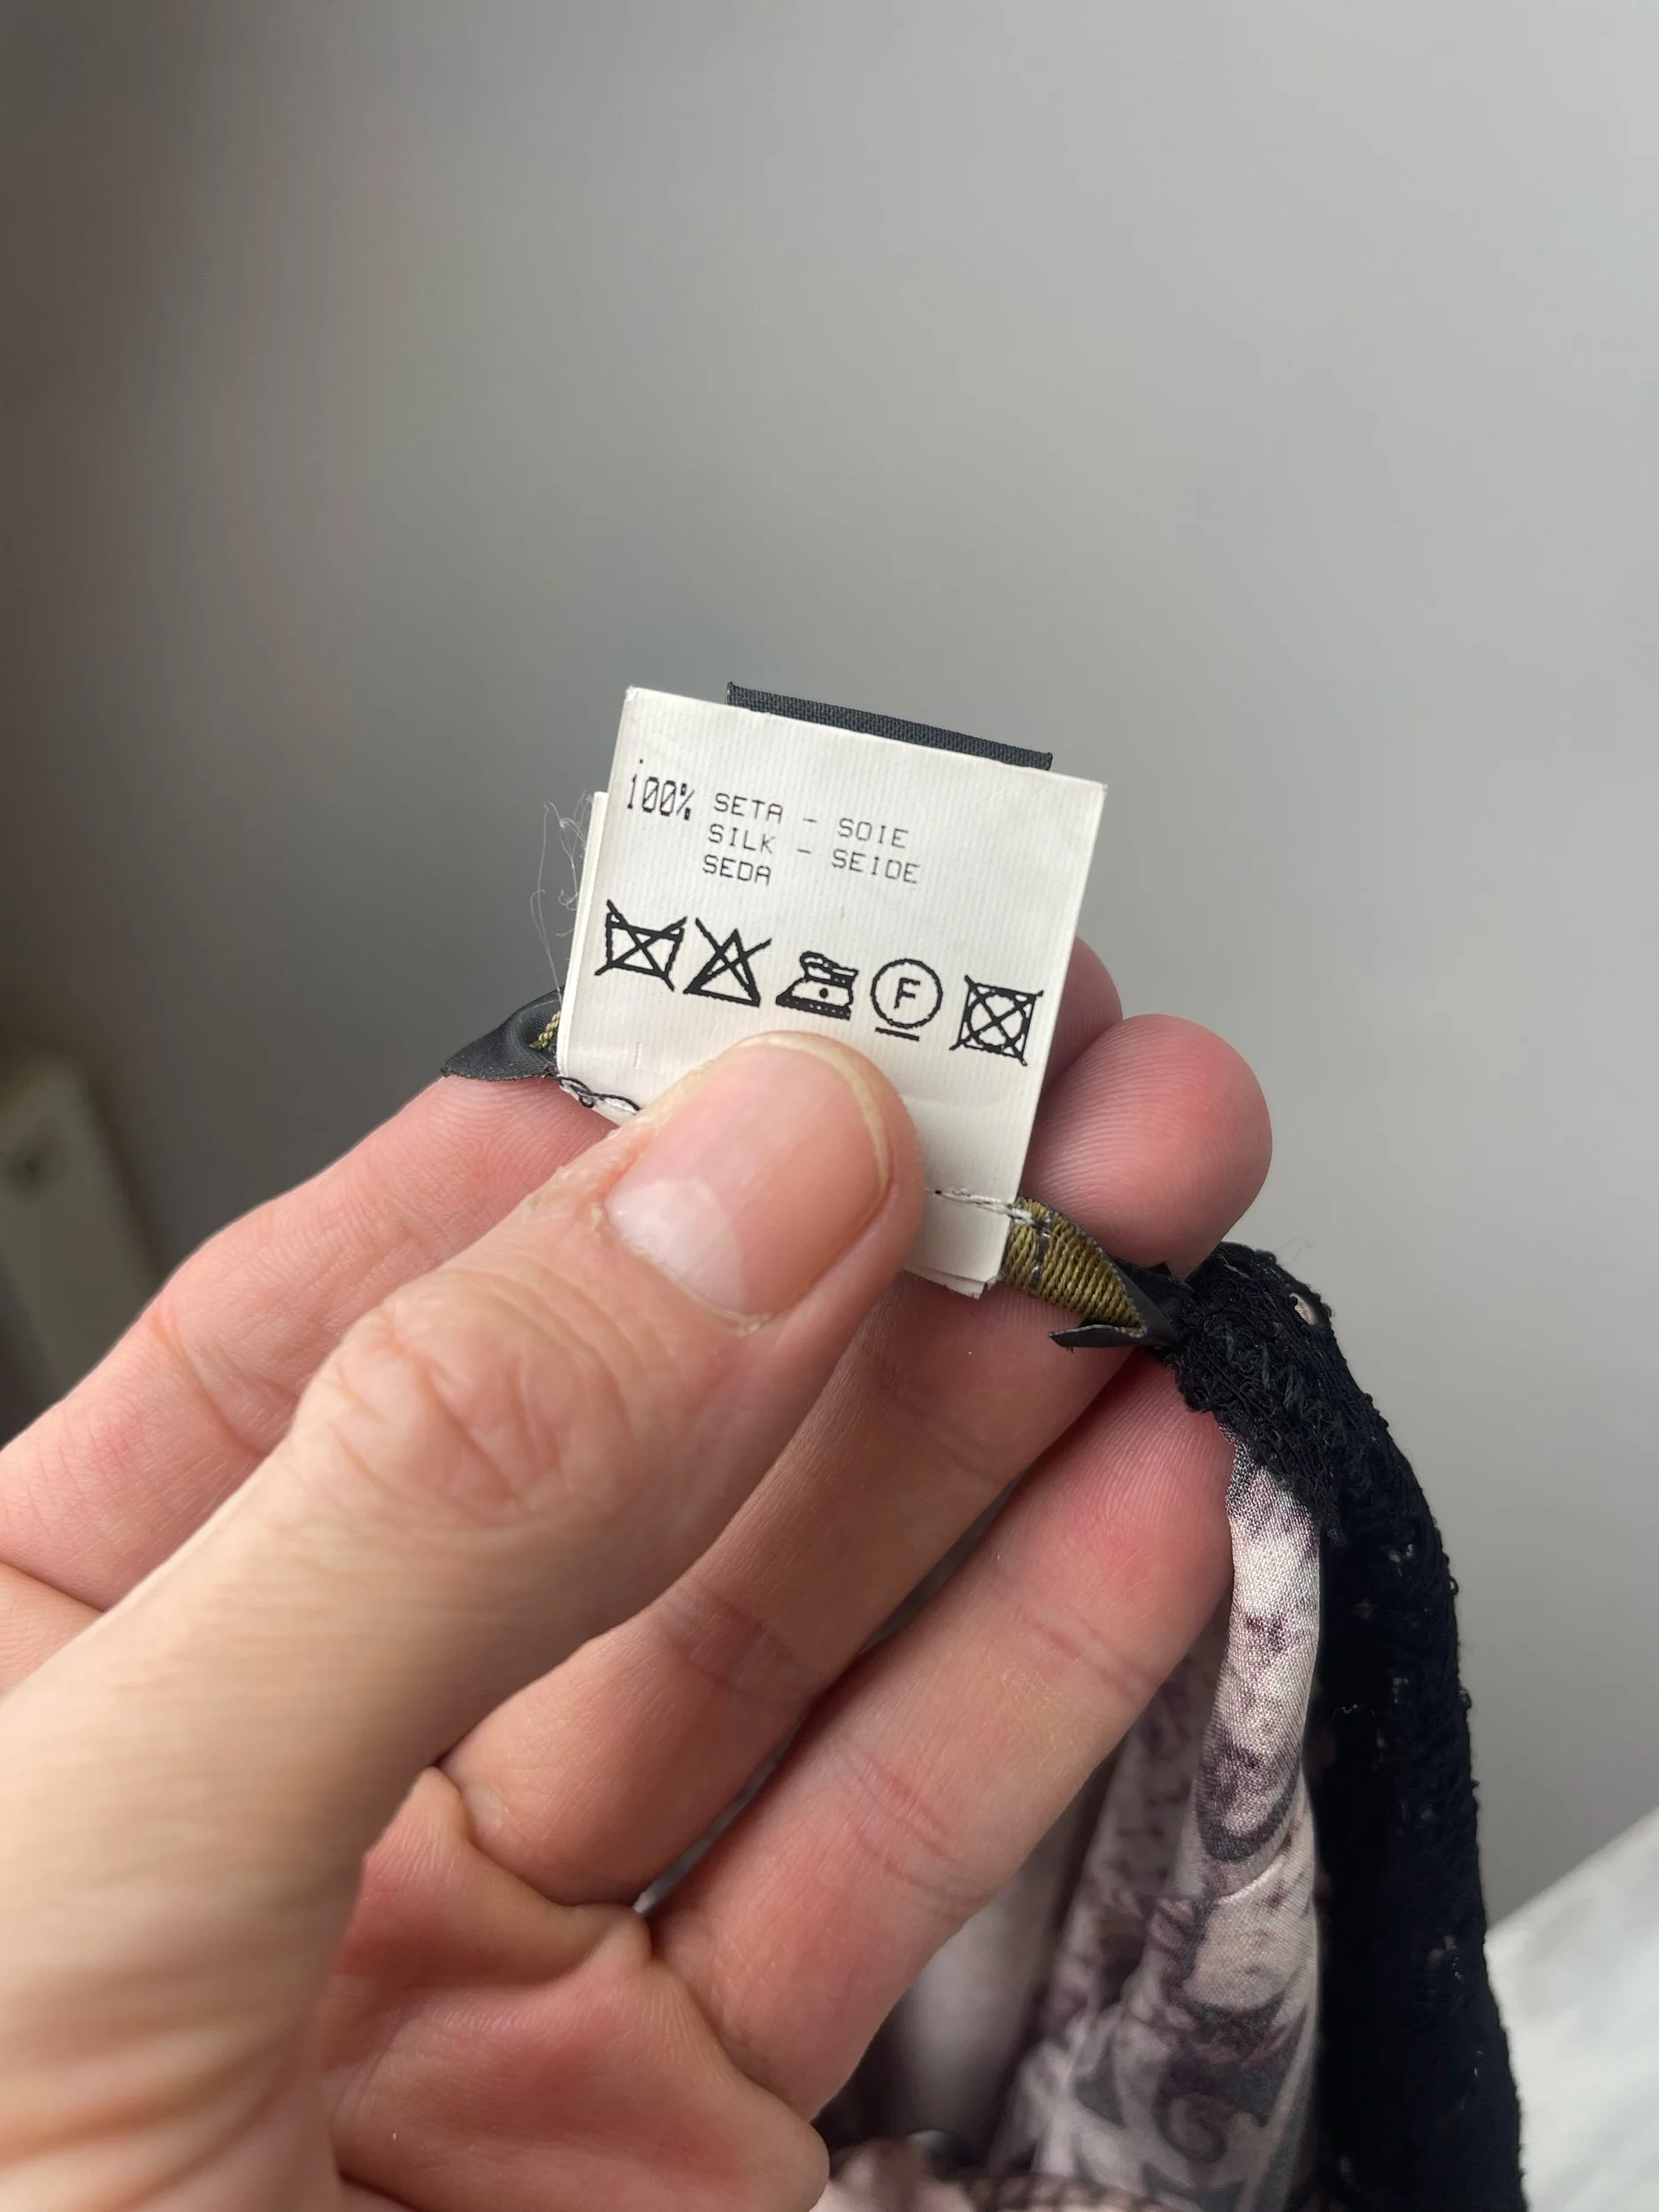 100% SETA - SOIE
SILK - SEIDE
SEDA
F